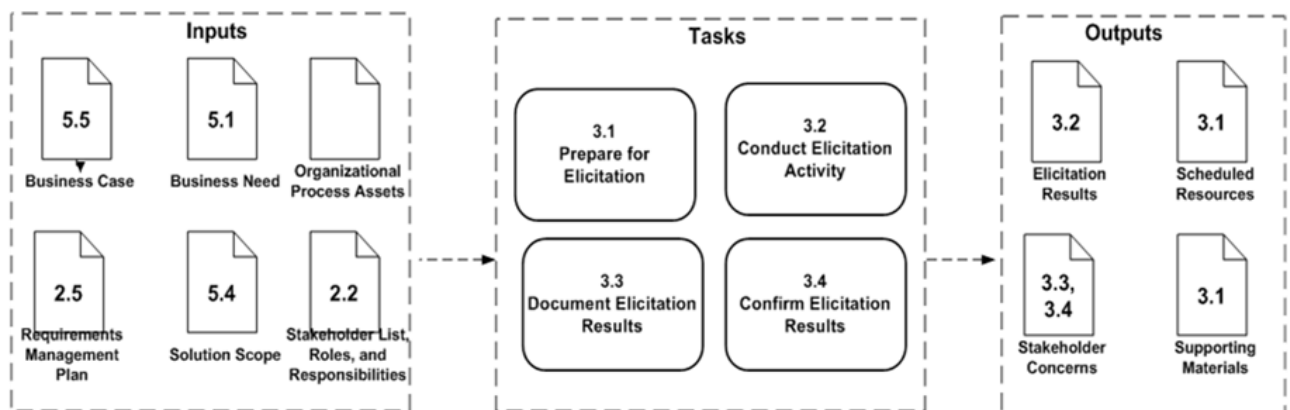 Inputs
5.5
Business Case
5.1
Business Need
Organizational
Process Assets
2.5
Requirements
Management
Plan
5.4
Solution Scope
2.2
Stakeholder List,
Roles, and
Responsibilities
Tasks
3.1
Prepare for
Elicitation
3.2
Conduct Elicitation
Activity
3.3
Document Elicitation
Results
3.4
Confirm Elicitation
Results
Outputs
3.2
Elicitation
Results
3.1
Scheduled
Resources
3.3,
3.4
Stakeholder
Concerns
3.1
Supporting
Materials